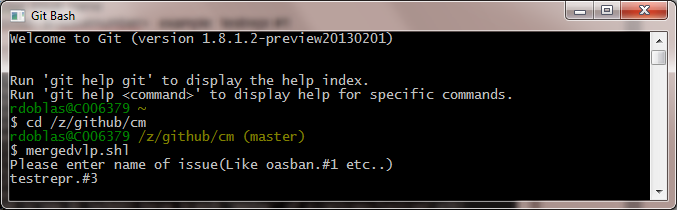 Git Bash
Welcome to Git (version 1.8.1.2-preview20130201)
Run 'git help git' to display the help index.
Run 'git help <command>' to display help for specific commands.
rdoblas@C006379 ~
$ cd /z/github/cm
rdoblas@C006379 /z/github/cm (master)
$ mergedvlp.shl
Please enter name of issue(Like oasban.#1 etc..)
testrepr.#3